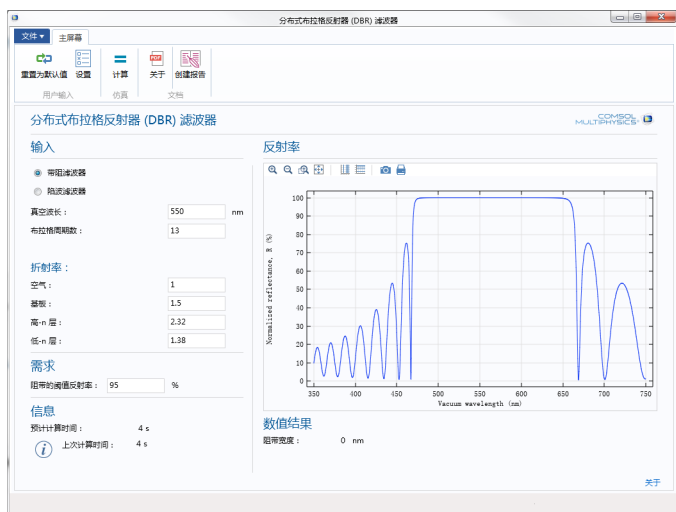 分布式布拉格反射器 (DBR) 滤波器
文件 主屏幕
重置为默认值 设置 计算 关于 创建报告
PDF
用户输入 仿真 文档
分布式布拉格反射器 (DBR) 滤波器
COMSOL
MULTIPHYSICS
输入
带阻滤波器
陷波滤波器
真空波长： 550 nm
布拉格周期数： 13
折射率：
空气： 1
基板： 1.5
高-n 层： 2.32
低-n 层： 1.38
需求
阻带的阈值反射率： 95 %
信息
预计计算时间： 4 s
上次计算时间： 4 s
反射率
Normalized reflectance, R (%)
100
90
80
70
60
50
40
30
20
10
0
350 400 450 500 550 600 650 700 750
Vacuum wavelength (nm)
数值结果
阻带宽度： 0 nm
关于